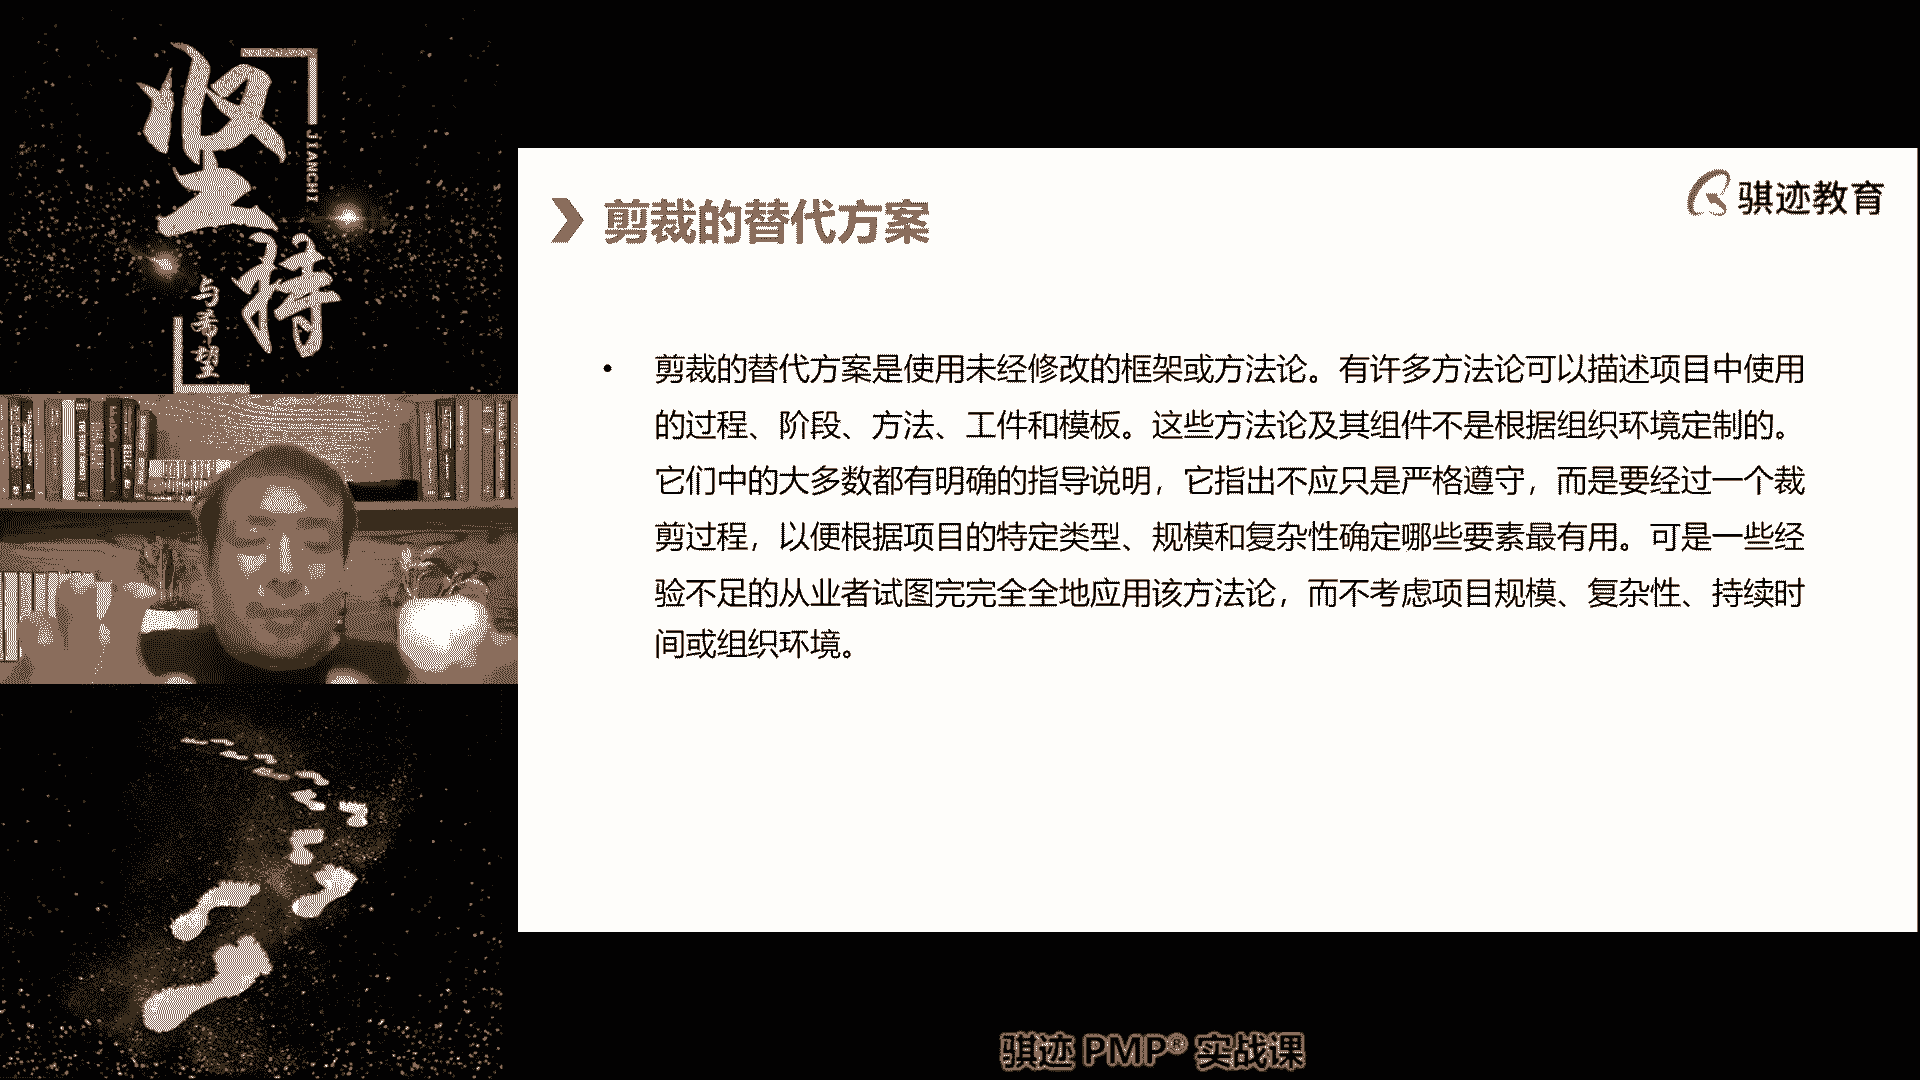 坚持
JIANCHI
与希望
骐迹教育
剪裁的替代方案
• 剪裁的替代方案是使用未经修改的框架或方法论。有许多方法论可以描述项目中使用
的过程、阶段、方法、工件和模板。这些方法论及其组件不是根据组织环境定制的。
它们中的大多数都有明确的指导说明，它指出不应只是严格遵守，而是要经过一个裁
剪过程，以便根据项目的特定类型、规模和复杂性确定哪些要素最有用。可是一些经
验不足的从业者试图完完全全地应用该方法论，而不考虑项目规模、复杂性、持续时
间或组织环境。
骐迹 PMP® 实战课